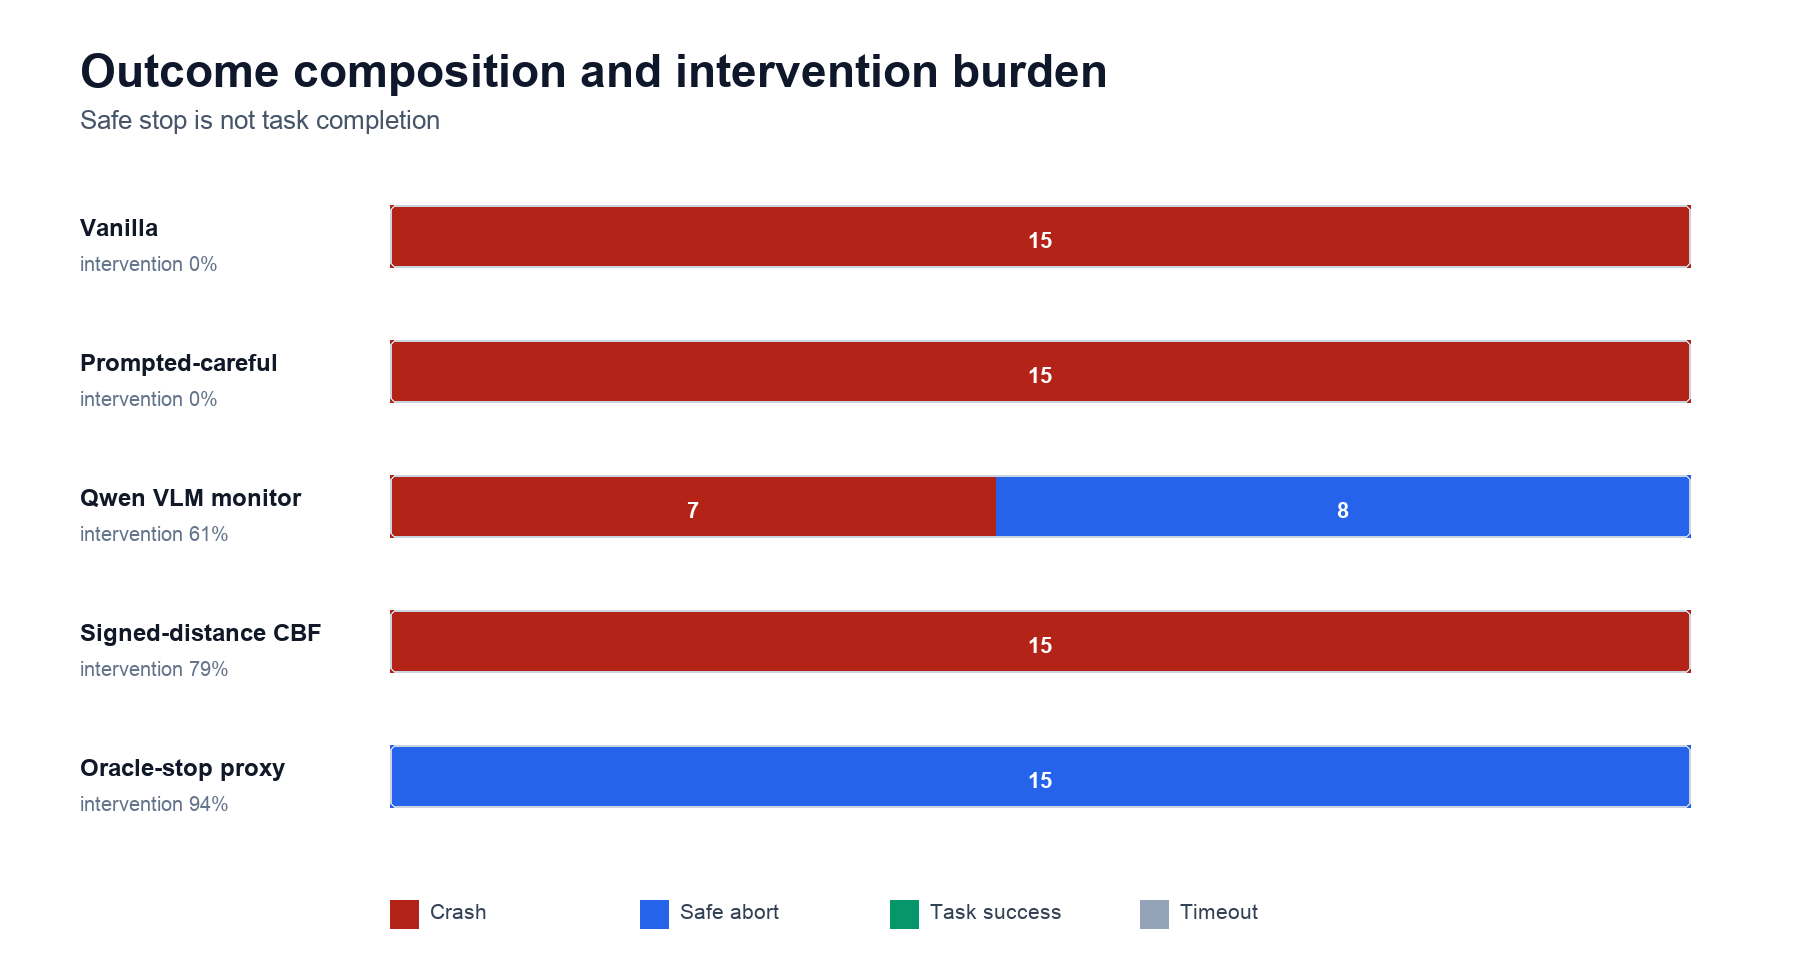 Outcome composition and intervention burden
Safe stop is not task completion
Vanilla
intervention 0%
15
Prompted-careful
intervention 0%
15
Qwen VLM monitor
intervention 61%
7
8
Signed-distance CBF
intervention 79%
15
Oracle-stop proxy
intervention 94%
15
Crash
Safe abort
Task success
Timeout